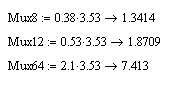 Mux8 := 0.38·3.53 → 1.3414
Mux12 := 0.53·3.53 → 1.8709
Mux64 := 2.1·3.53 → 7.413